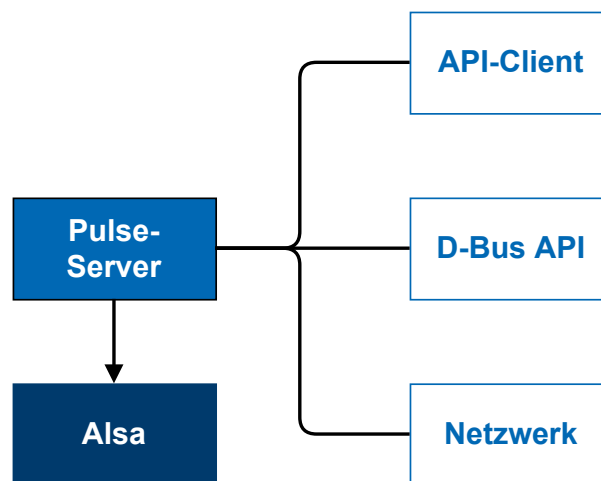 API-Client
Pulse-
Server
D-Bus API
Alsa
Netzwerk